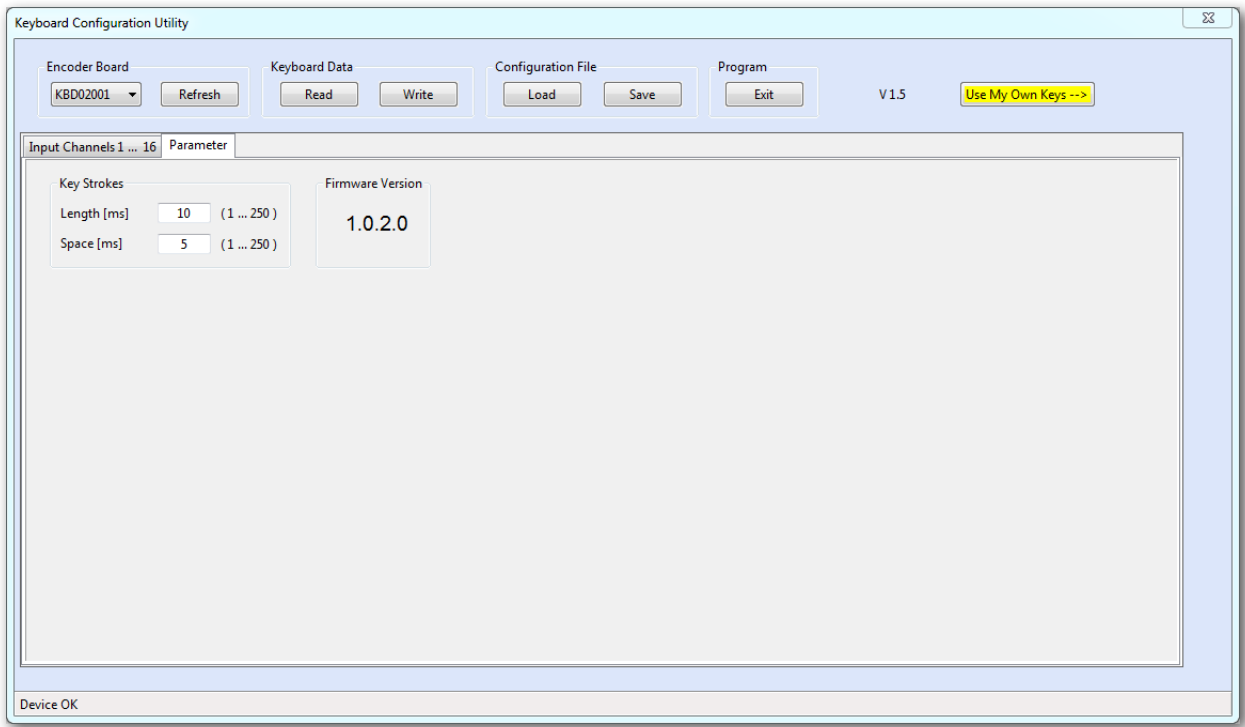 Keyboard Configuration Utility
Encoder Board
Keyboard Data
Configuration File
Program
KBD02001
Refresh
Read
Write
Load
Save
Exit
V 1.5
Use My Own Keys -->
Input Channels 1 ... 16
Parameter
Key Strokes
Firmware Version
Length [ms] 10 ( 1 ... 250 )
1.0.2.0
Space [ms] 5 ( 1 ... 250 )
Device OK